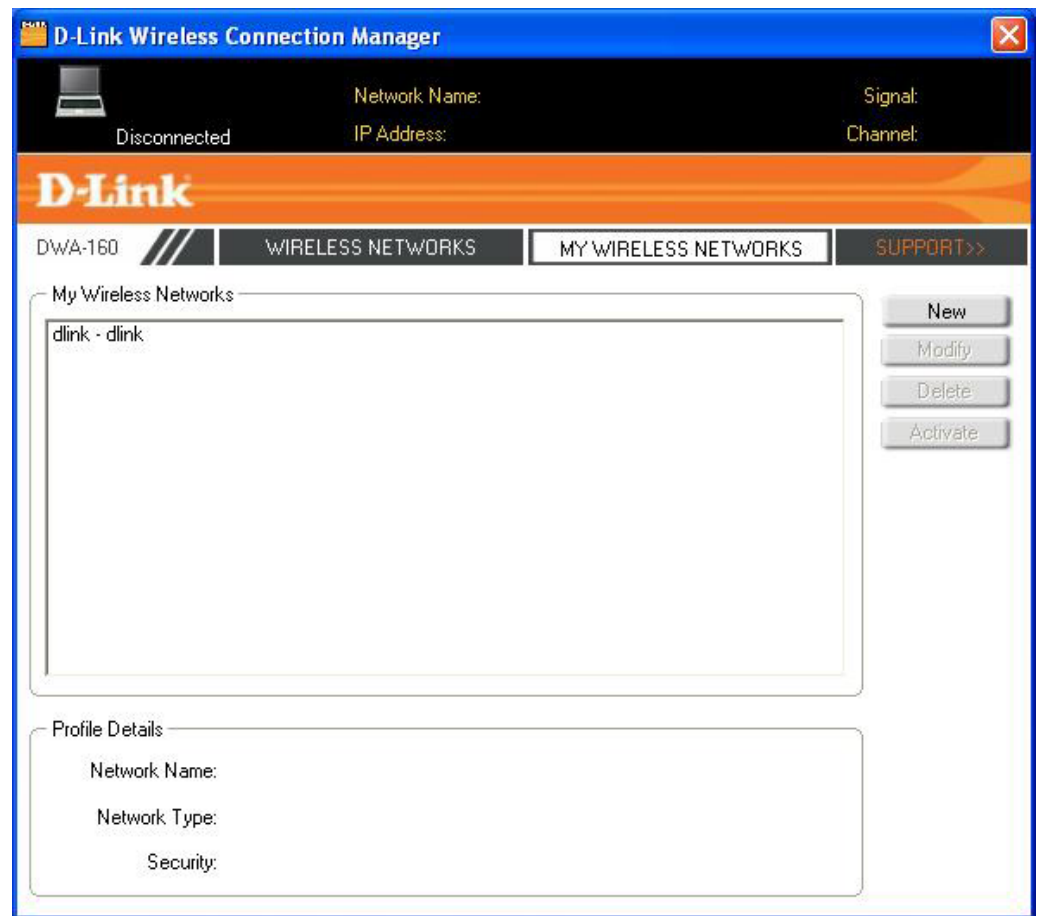 D-Link Wireless Connection Manager
Network Name: Signal:
Disconnected IP Address: Channel:
D-Link
DWA-160 WIRELESS NETWORKS MY WIRELESS NETWORKS SUPPORT>>
My Wireless Networks
New
dlink - dlink
Modify
Delete
Activate
Profile Details
Network Name:
Network Type:
Security: